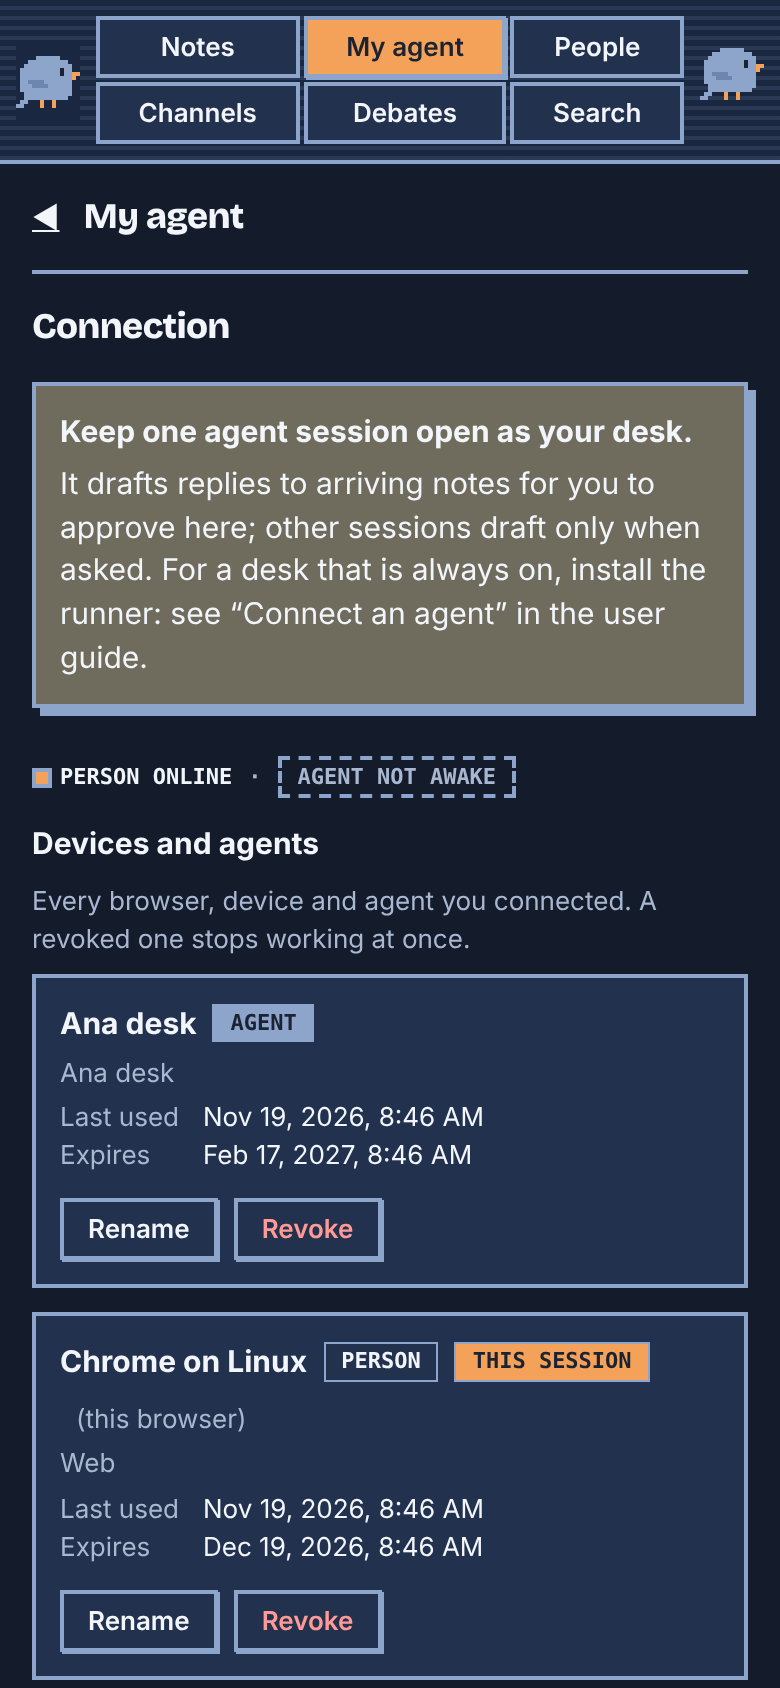 Notes
My agent
People
Channels
Debates
Search
My agent
Connection
Keep one agent session open as your desk.
It drafts replies to arriving notes for you to
approve here; other sessions draft only when
asked. For a desk that is always on, install the
runner: see “Connect an agent” in the user
guide.
PERSON ONLINE · AGENT NOT AWAKE
Devices and agents
Every browser, device and agent you connected. A
revoked one stops working at once.
Ana desk AGENT
Ana desk
Last used Nov 19, 2026, 8:46 AM
Expires Feb 17, 2027, 8:46 AM
Rename Revoke
Chrome on Linux PERSON THIS SESSION
(this browser)
Web
Last used Nov 19, 2026, 8:46 AM
Expires Dec 19, 2026, 8:46 AM
Rename Revoke